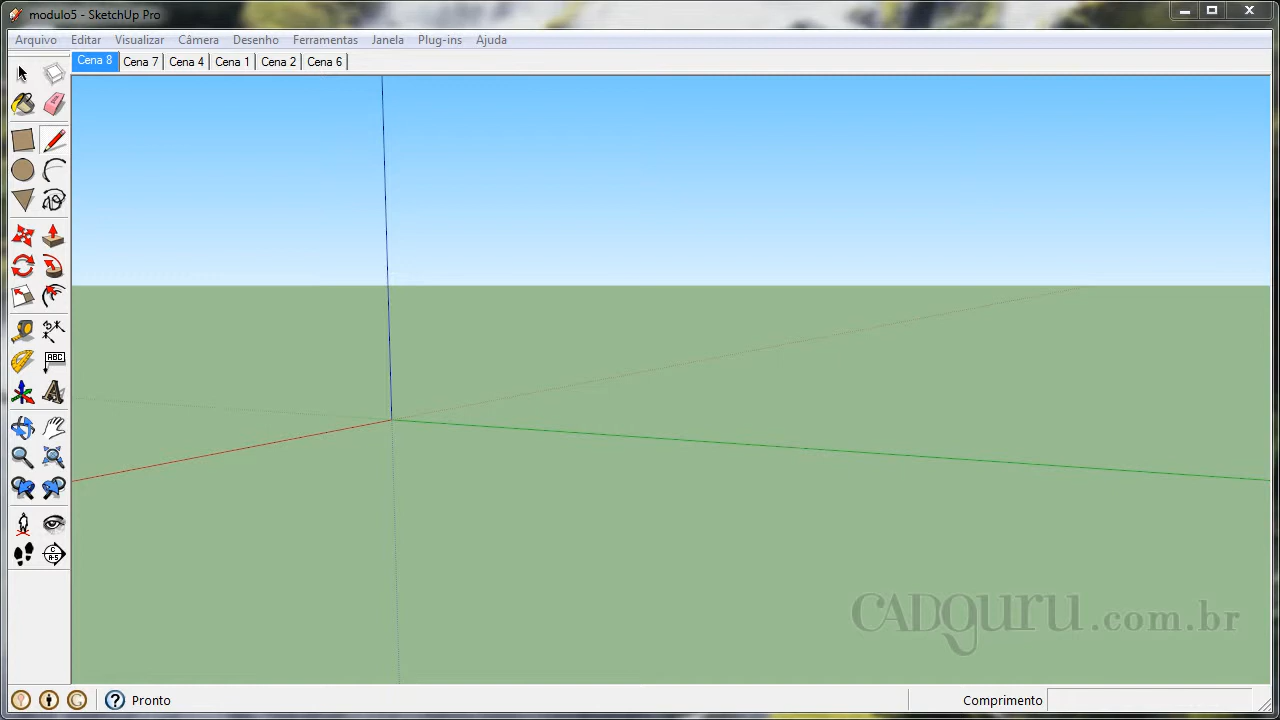 modulo5 - SketchUp Pro
Arquivo Editar Visualizar Câmera Desenho Ferramentas Janela Plug-ins Ajuda
Cena 8 Cena 7 Cena 4 Cena 1 Cena 2 Cena 6
ABC
CADguru.com.br
Pronto Comprimento